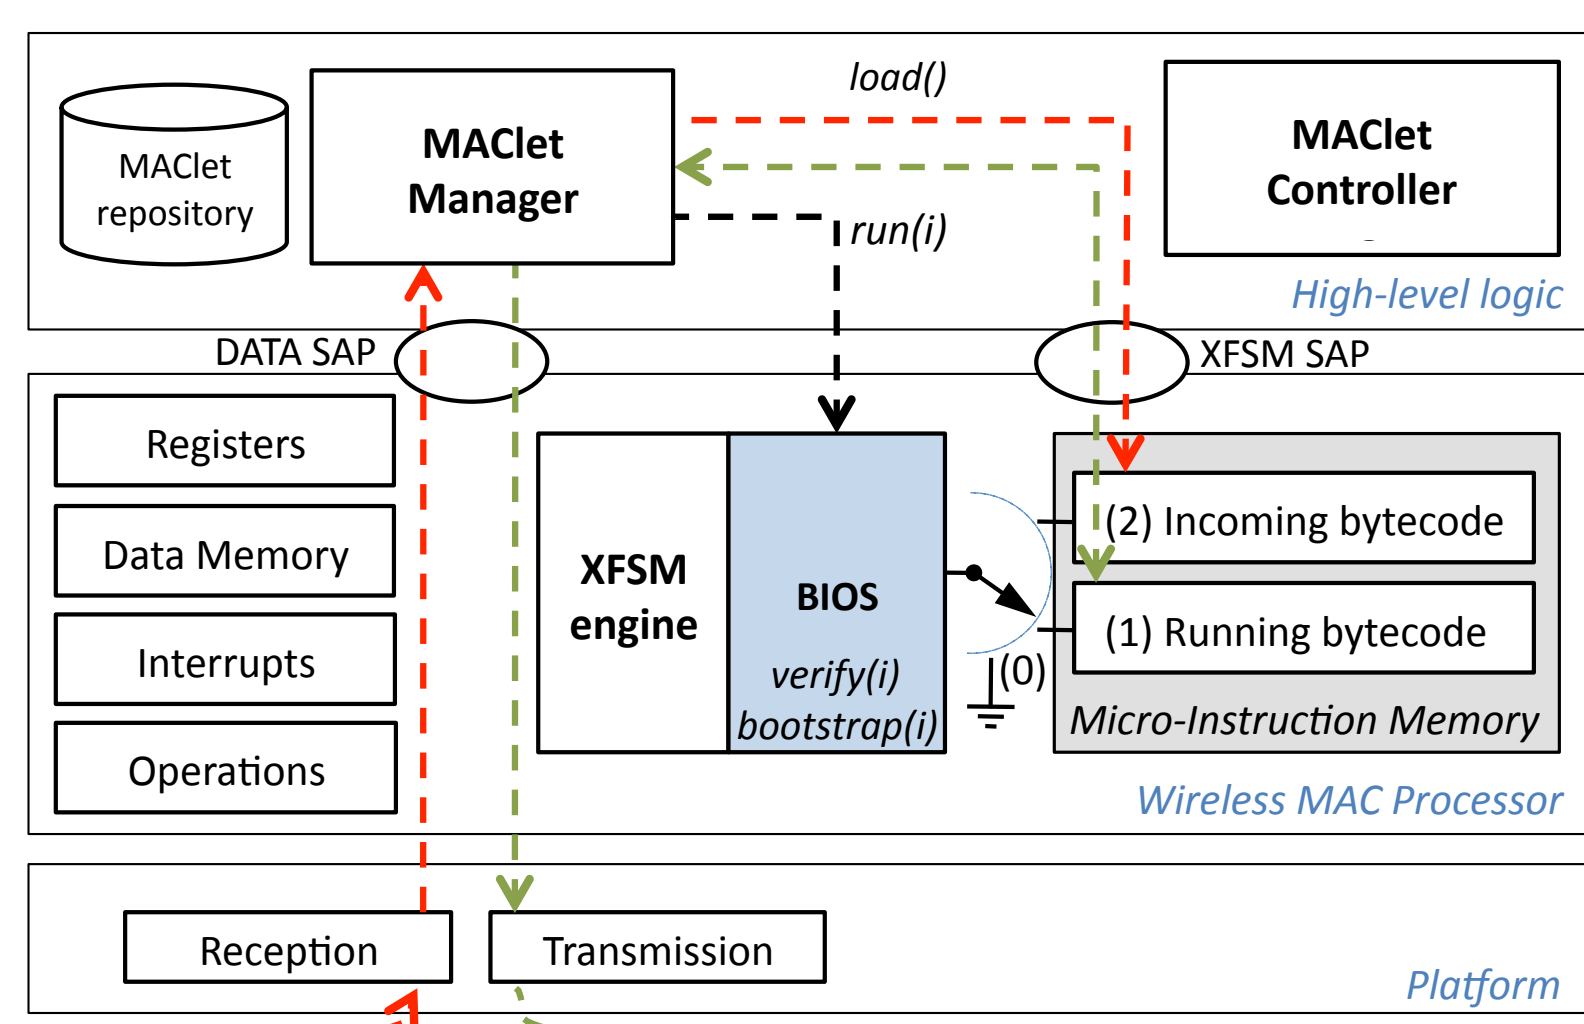 load()
MAClet
repository
MAClet
Manager
MAClet
Controller
run(i)
High-level logic
DATA SAP
XFSM SAP
Registers
Data Memory
Interrupts
Operations
XFSM
engine
BIOS
verify(i)
bootstrap(i)
(2) Incoming bytecode
(1) Running bytecode
(0)
Micro-Instruction Memory
Wireless MAC Processor
Reception
Transmission
Platform